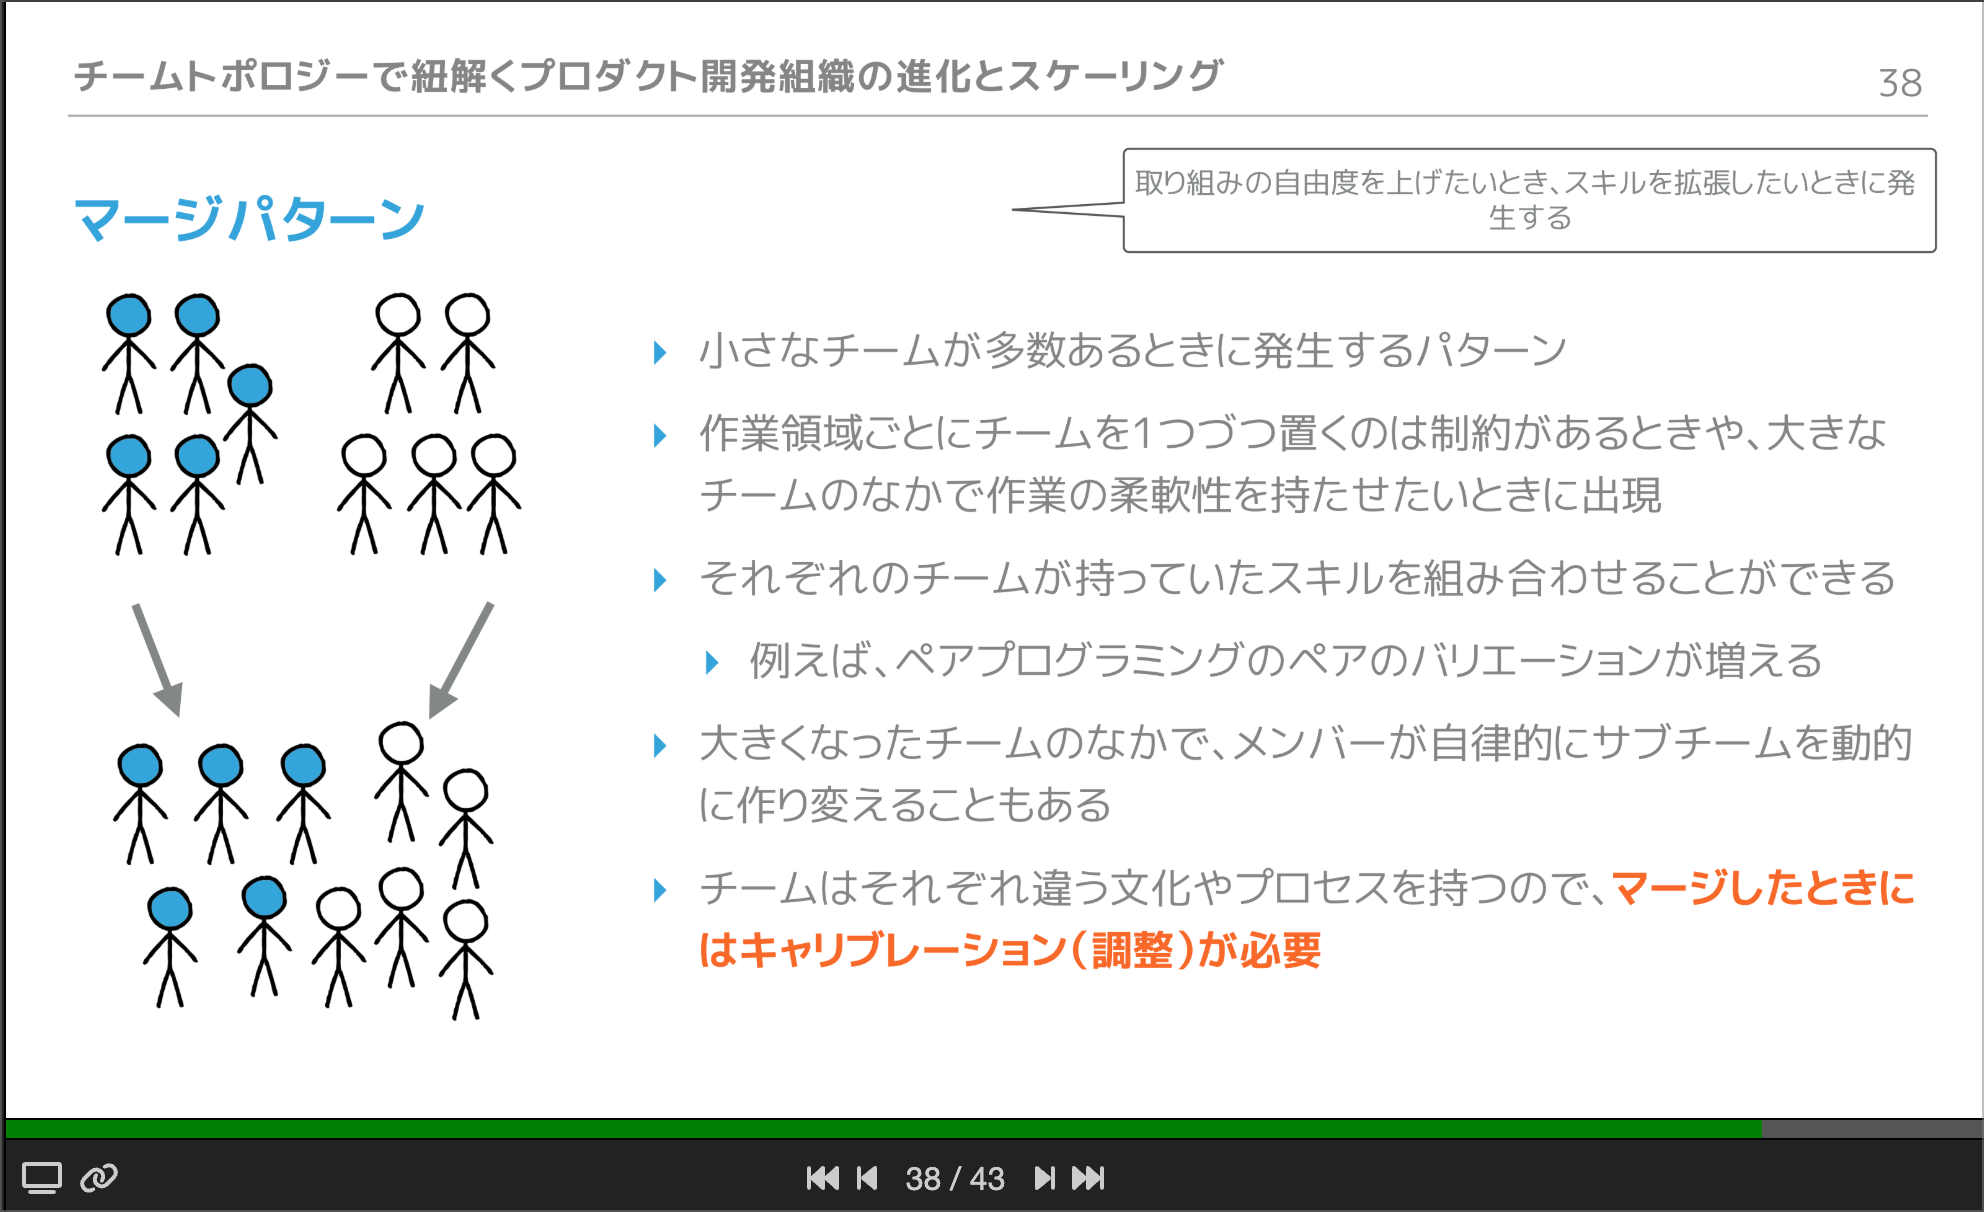 チームトポロジーで紐解くプロダクト開発組織の進化とスケーリング
38
取り組みの自由度を上げたいとき、スキルを拡張したいときに発
生する
マージパターン
小さなチームが多数あるときに発生するパターン
作業領域ごとにチームを1つづつ置くのは制約があるときや、大きな
チームのなかで作業の柔軟性を持たせたいときに出現
それぞれのチームが持っていたスキルを組み合わせることができる
例えば、ペアプログラミングのペアのバリエーションが増える
大きくなったチームのなかで、メンバーが自律的にサブチームを動的
に作り変えることもある
チームはそれぞれ違う文化やプロセスを持つので、マージしたときに
はキャリブレーション（調整）が必要
38 / 43